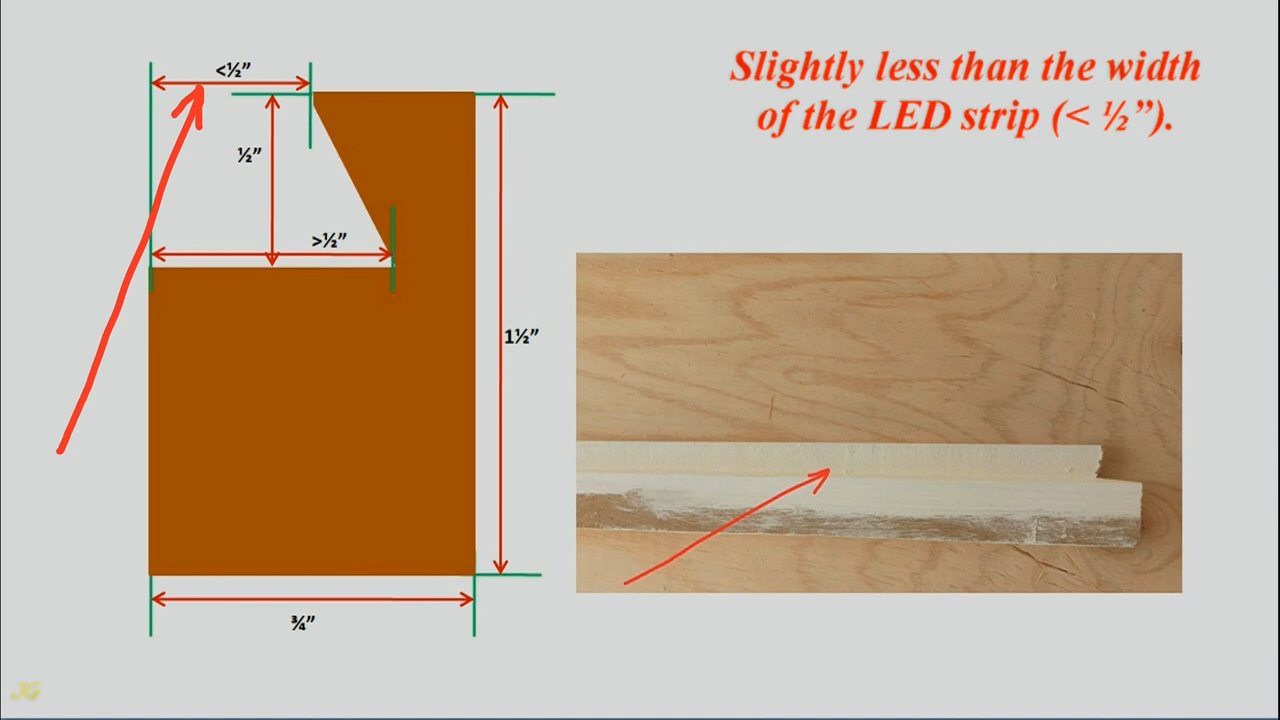 Slightly less than the width
of the LED strip (< ½”).
<½”
½”
>½”
1½”
¾”
JG